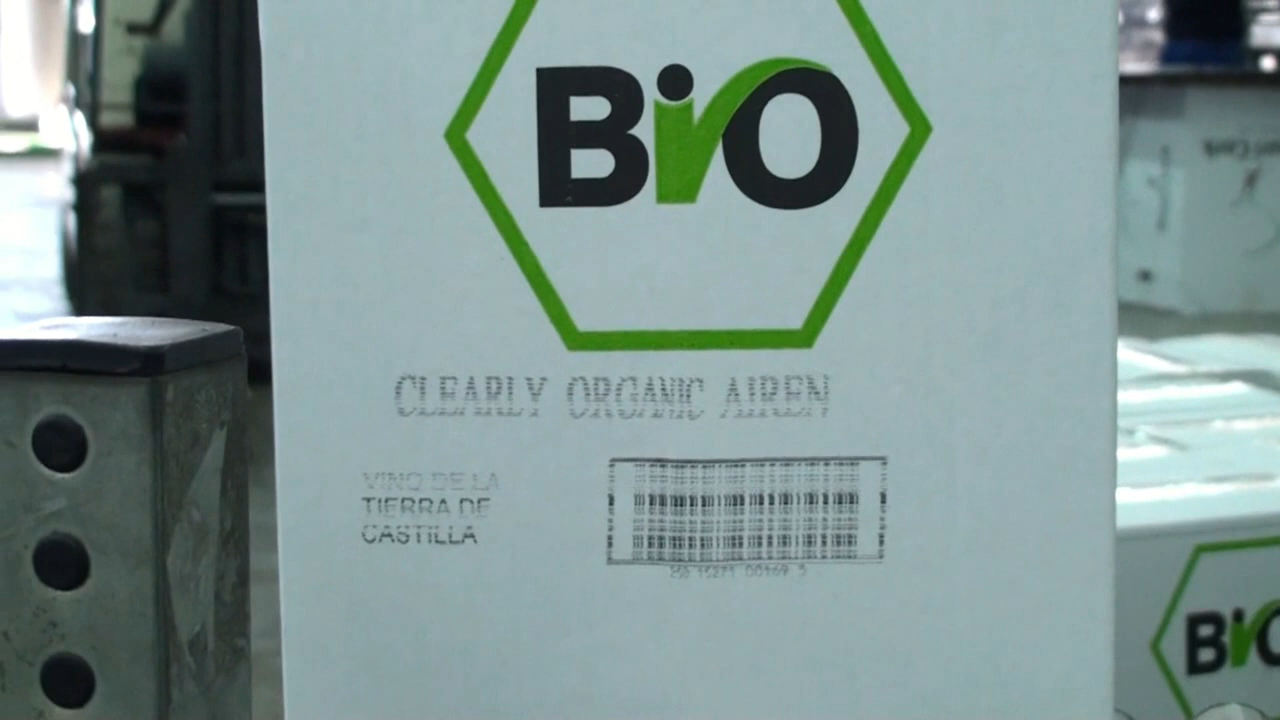 BiO
CLEARLY ORGANIC AIREN
VINO DE LA
TIERRA DE
CASTILLA
BiO